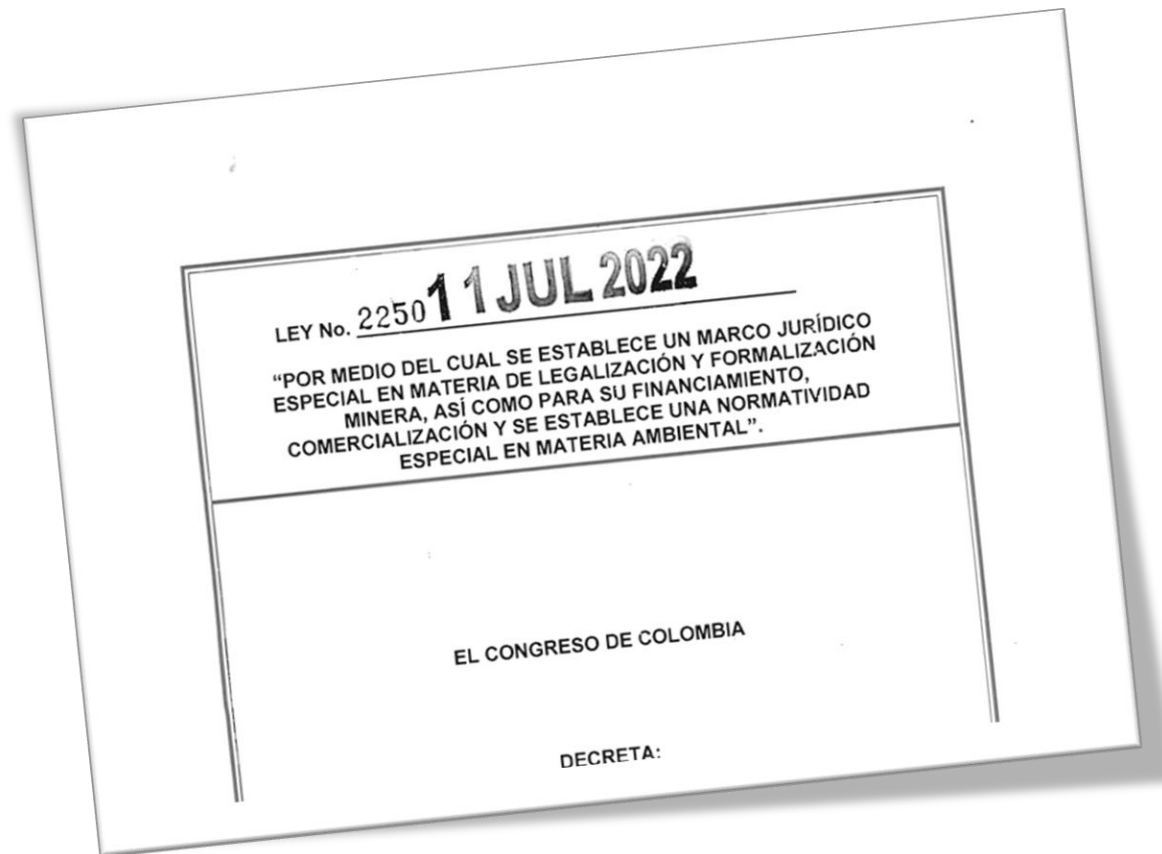 LEY No. 2250 11 JUL 2022
“POR MEDIO DEL CUAL SE ESTABLECE UN MARCO JURÍDICO
ESPECIAL EN MATERIA DE LEGALIZACIÓN Y FORMALIZACIÓN
MINERA, ASÍ COMO PARA SU FINANCIAMIENTO,
COMERCIALIZACIÓN Y SE ESTABLECE UNA NORMATIVIDAD
ESPECIAL EN MATERIA AMBIENTAL”.
EL CONGRESO DE COLOMBIA
DECRETA: